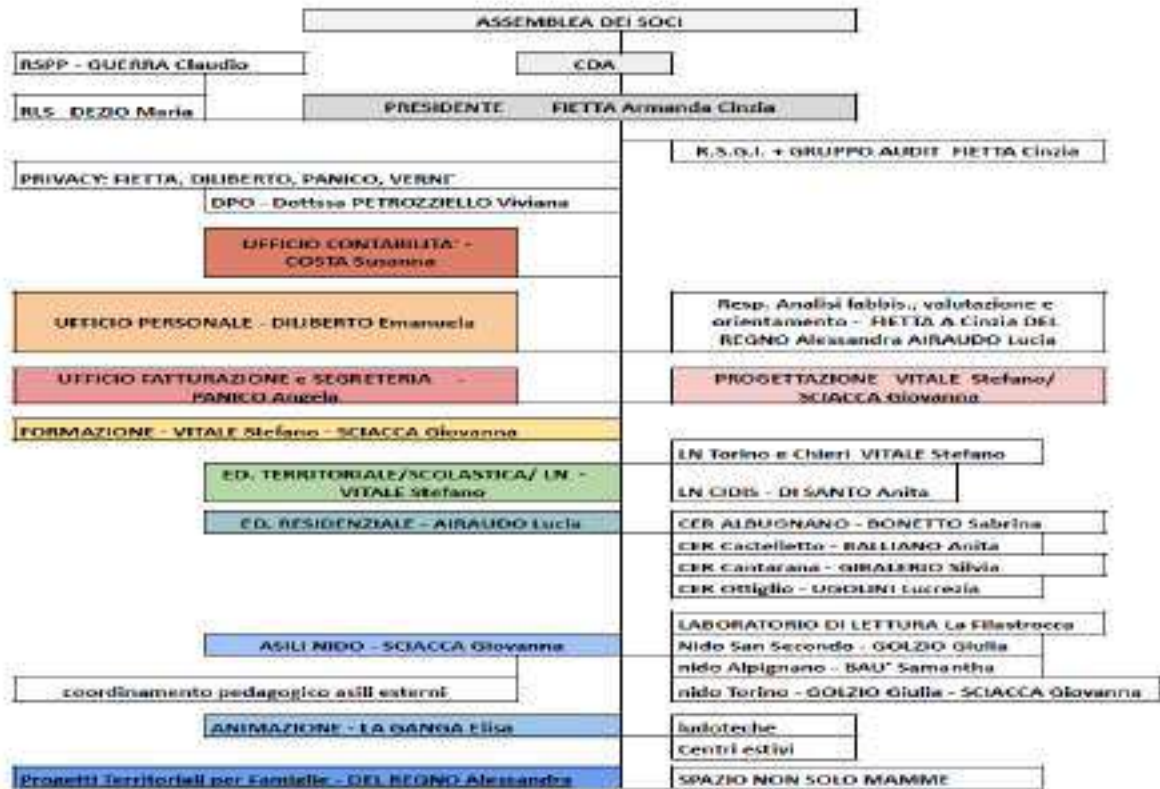 ASSEMBLEA DEI SOCI
RSPP - GUERRA Claudio
CDA
RLS DEZIO Maria
PRESIDENTE FIETTA Armanda Cinzia
R.S.G.I. + GRUPPO AUDIT FIETTA Cinzia
PRIVACY: FIETTA, DILIBERTO, PANICO, VERNI'
DPO - Dottssa PETROZZIELLO Viviana
UFFICIO CONTABILITA' -
COSTA Susanna
UFFICIO PERSONALE - DILIBERTO Emanuela
Resp. Analisi fabbis., valutazione e
orientamento - FIETTA A Cinzia DEL
REGNO Alessandra AIRAUDO Lucia
UFFICIO FATTURAZIONE e SEGRETERIA -
PANICO Angela
PROGETTAZIONE VITALE Stefano/
SCIACCA Giovanna
FORMAZIONE - VITALE Stefano - SCIACCA Giovanna
LN Torino e Chieri VITALE Stefano
ED. TERRITORIALE/SCOLASTICA/ LN -
VITALE Stefano
LN CIDIS - DI SANTO Anita
ED. RESIDENZIALE - AIRAUDO Lucia
CER ALBUGNANO - BONETTO Sabrina
CER Castelletto - BALLIANO Anita
CER Cantarana - GIBALERIO Silvia
CER Ottiglio - UGOLINI Lucrezia
LABORATORIO DI LETTURA La Filastrocca
ASILI NIDO - SCIACCA Giovanna
Nido San Secondo - GOLZIO Giulia
nido Alpignano - BAU' Samantha
coordinamento pedagogico asili esterni
nido Torino - GOLZIO Giulia - SCIACCA Giovanna
ANIMAZIONE - LA GANGA Elisa
ludoteche
Centri estivi
Progetti Territoriali per Famiglie - DEL REGNO Alessandra
SPAZIO NON SOLO MAMME